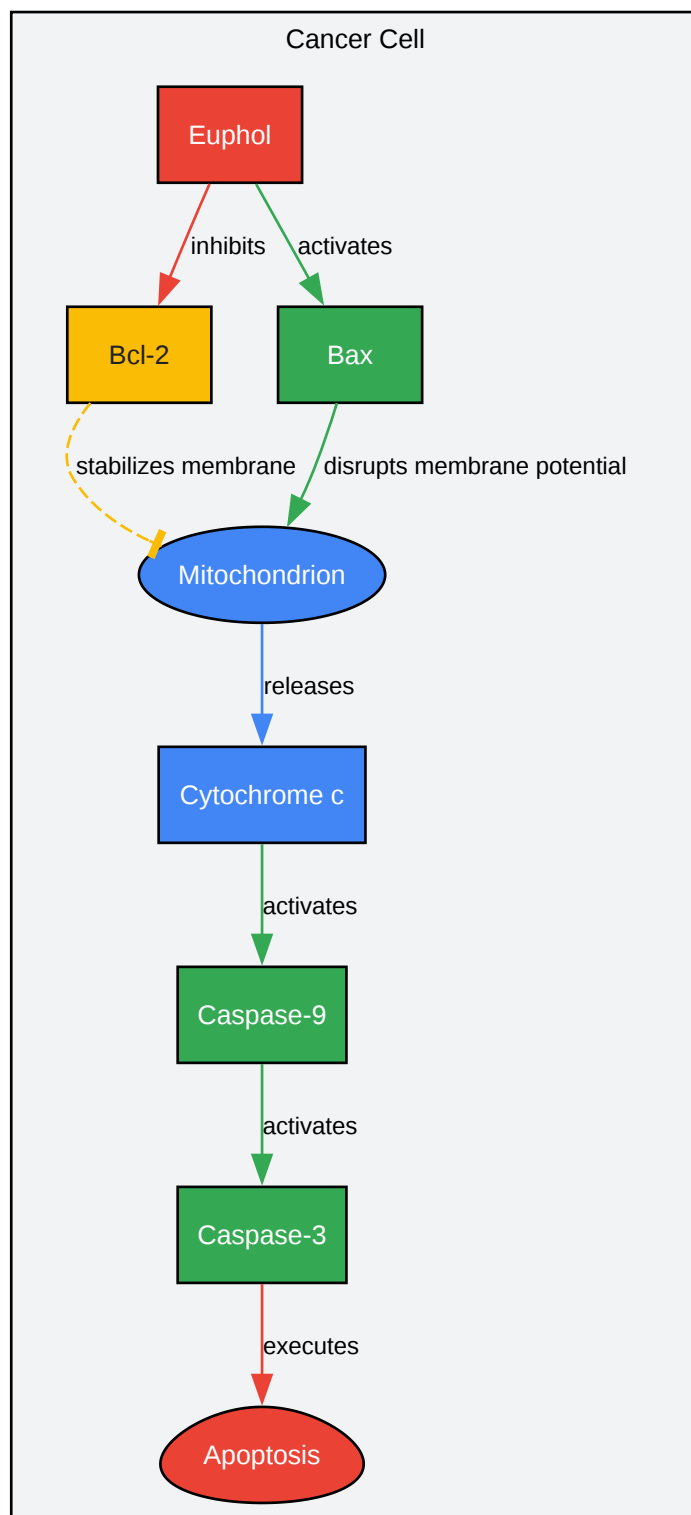 Cancer Cell
Euphol
inhibits
activates
Bcl-2
Bax
stabilizes membrane
disrupts membrane potential
Mitochondrion
releases
Cytochrome c
activates
Caspase-9
activates
Caspase-3
executes
Apoptosis